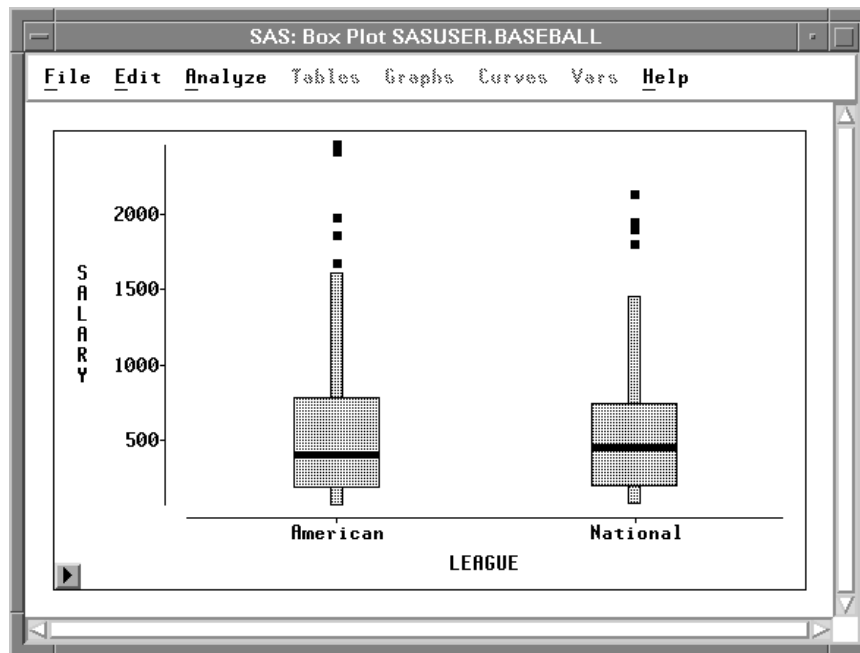 SAS: Box Plot SASUSER.BASEBALL
File Edit Analyze Tables Graphs Curves Vars Help
SALARY
2000
1500
1000
500
American National
LEAGUE